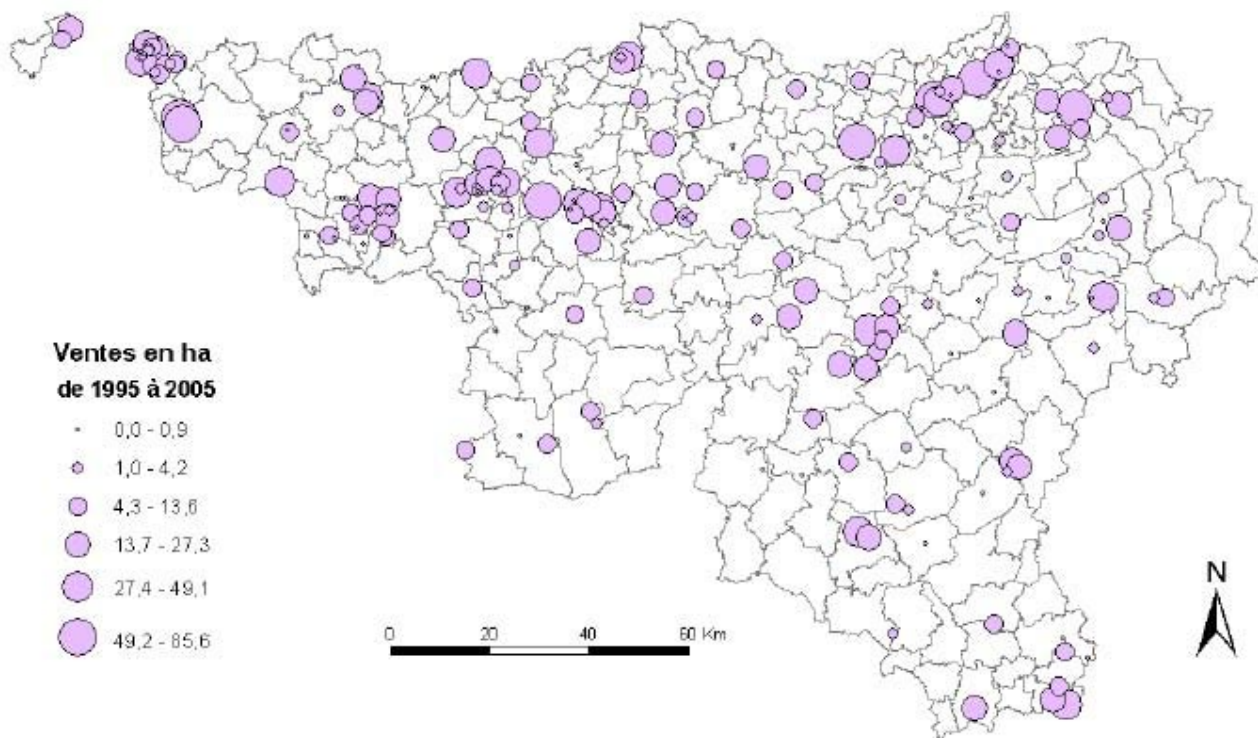 Ventes en ha
de 1995 à 2005
0,0 - 0,9
1,0 - 4,2
4,3 - 13,6
13,7 - 27,3
27,4 - 49,1
49,2 - 85,6
0 20 40 60 Km
N